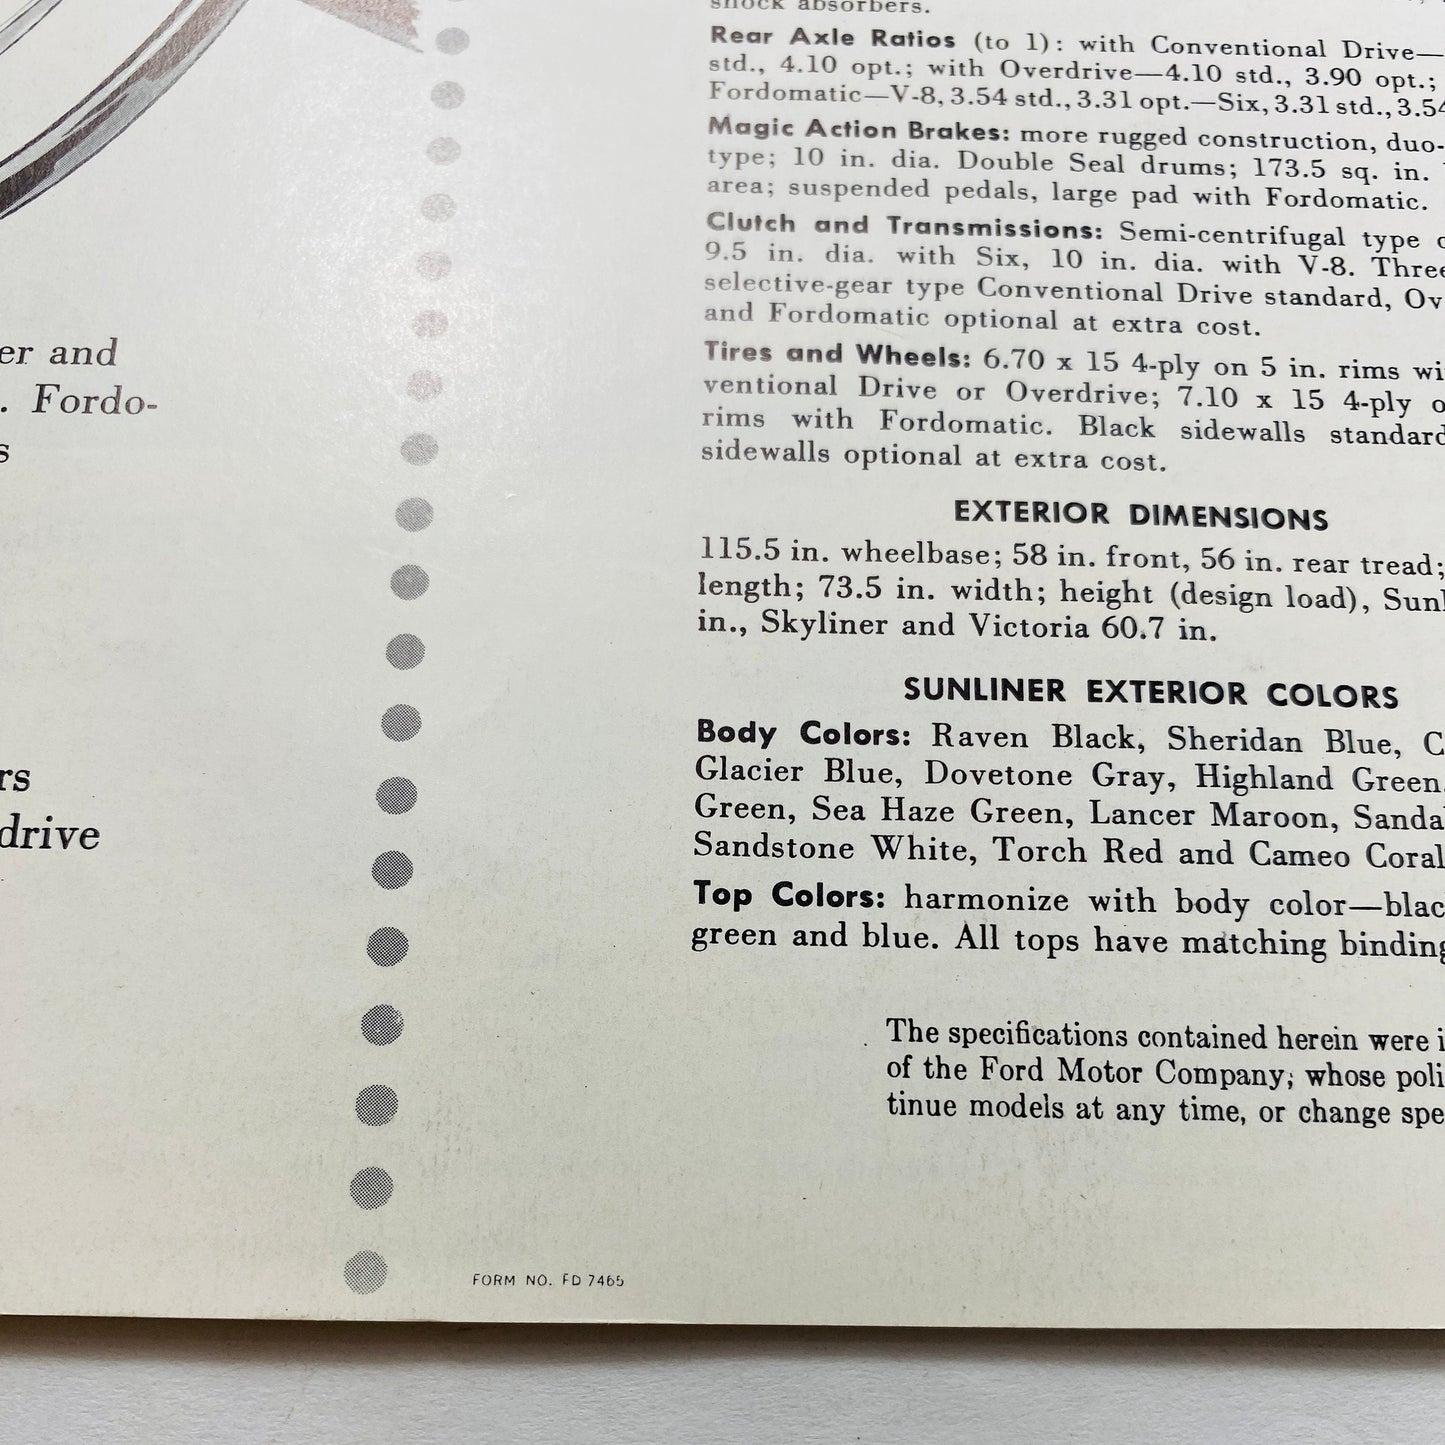 er and
. Fordo-
s
rs
drive
shock absorbers.
Rear Axle Ratios (to 1): with Conventional Drive—
std., 4.10 opt.; with Overdrive—4.10 std., 3.90 opt.;
Fordomatic—V-8, 3.54 std., 3.31 opt.—Six, 3.31 std., 3.54
Magic Action Brakes: more rugged construction, duo-
type; 10 in. dia. Double Seal drums; 173.5 sq. in.
area; suspended pedals, large pad with Fordomatic.
Clutch and Transmissions: Semi-centrifugal type
9.5 in. dia. with Six, 10 in. dia. with V-8. Three
selective-gear type Conventional Drive standard, Ov
and Fordomatic optional at extra cost.
Tires and Wheels: 6.70 x 15 4-ply on 5 in. rims wi
ventional Drive or Overdrive; 7.10 x 15 4-ply o
rims with Fordomatic. Black sidewalls standard
sidewalls optional at extra cost.
EXTERIOR DIMENSIONS
115.5 in. wheelbase; 58 in. front, 56 in. rear tread;
length; 73.5 in. width; height (design load), Sunl
in., Skyliner and Victoria 60.7 in.
SUNLINER EXTERIOR COLORS
Body Colors: Raven Black, Sheridan Blue, C
Glacier Blue, Dovetone Gray, Highland Green,
Green, Sea Haze Green, Lancer Maroon, Sanda
Sandstone White, Torch Red and Cameo Coral
Top Colors: harmonize with body color—blac
green and blue. All tops have matching binding
The specifications contained herein were i
of the Ford Motor Company, whose poli
tinue models at any time, or change spe
FORM NO. FD 7465